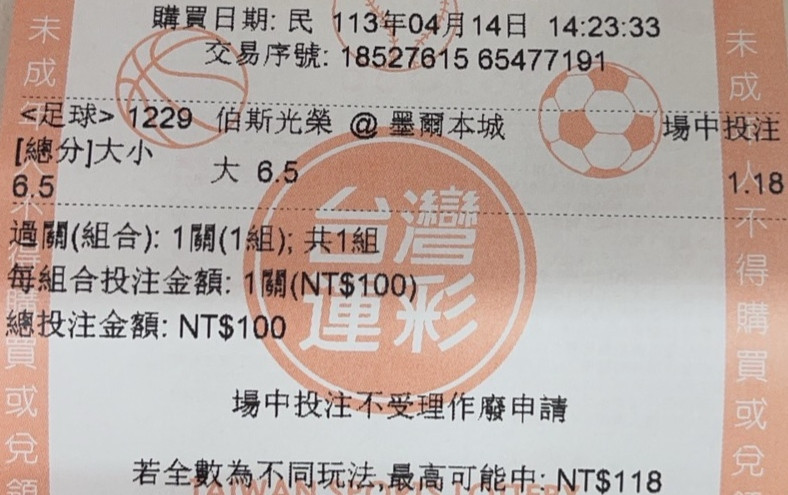 購買日期: 民 113年04月14日 14:23:33
交易序號: 18527615 65477191
<足球> 1229 伯斯光榮 @ 墨爾本城 場中投注
[總分]大小
6.5 大 6.5 1.18
過關(組合): 1關(1組); 共1組
每組合投注金額: 1關(NT$100)
總投注金額: NT$100
場中投注不受理作廢申請
若全數為不同玩法,最高可能中: NT$118
台灣
運彩
TAIWAN SPORTS LOTTERY
未成年人不得購買或兌領
未成年人不得購買或兌